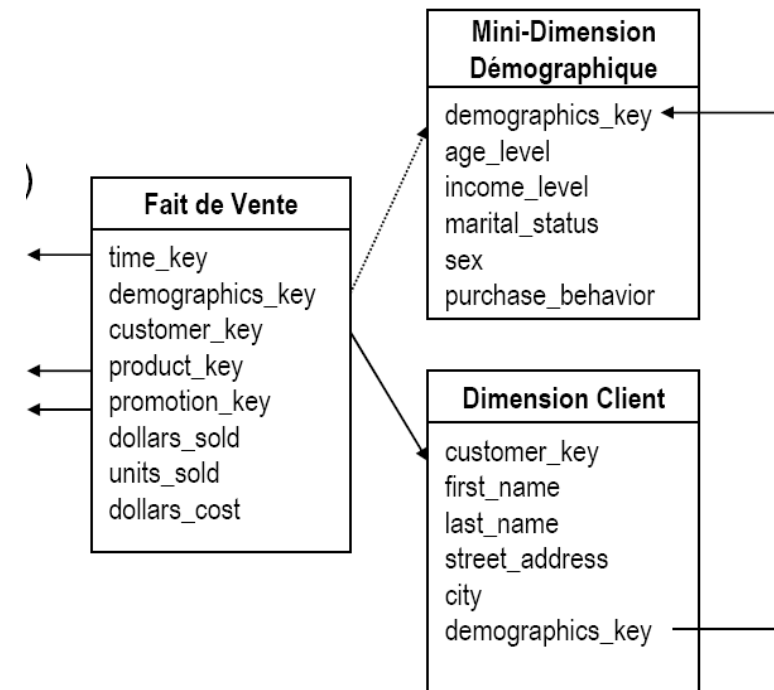 )
Fait de Vente
time_key
demographics_key
customer_key
product_key
promotion_key
dollars_sold
units_sold
dollars_cost
Mini-Dimension
Démographique
demographics_key
age_level
income_level
marital_status
sex
purchase_behavior
Dimension Client
customer_key
first_name
last_name
street_address
city
demographics_key